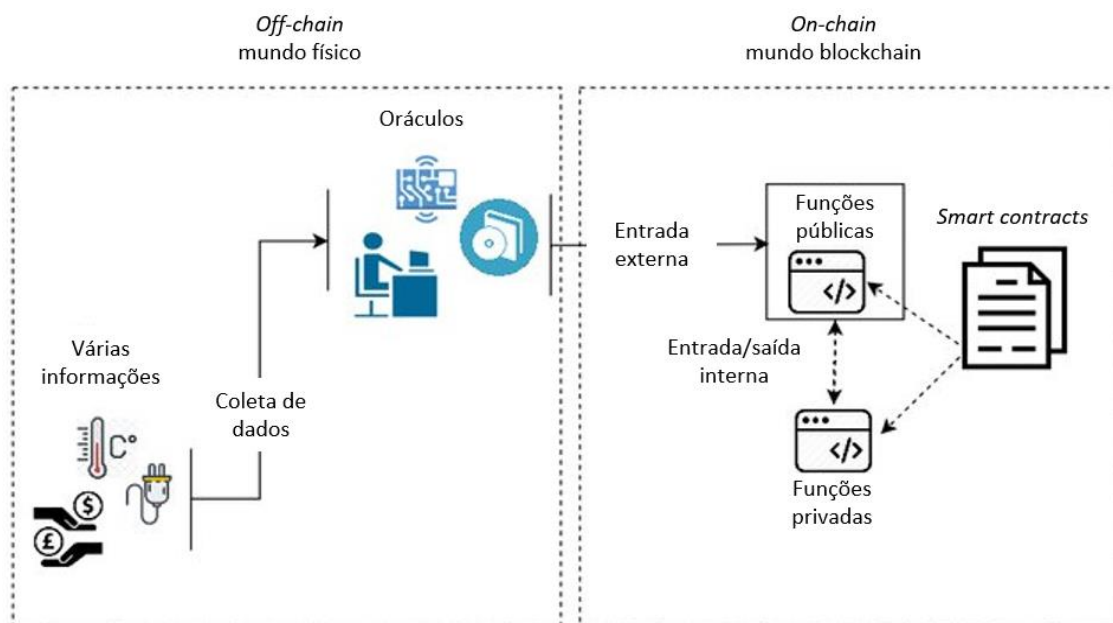 Off-chain
mundo físico
On-chain
mundo blockchain
Oráculos
Várias
informações
C°
$
£
Coleta de
dados
Entrada
externa
Funções
públicas
</>
Smart contracts
Entrada/saída
interna
</>
Funções
privadas